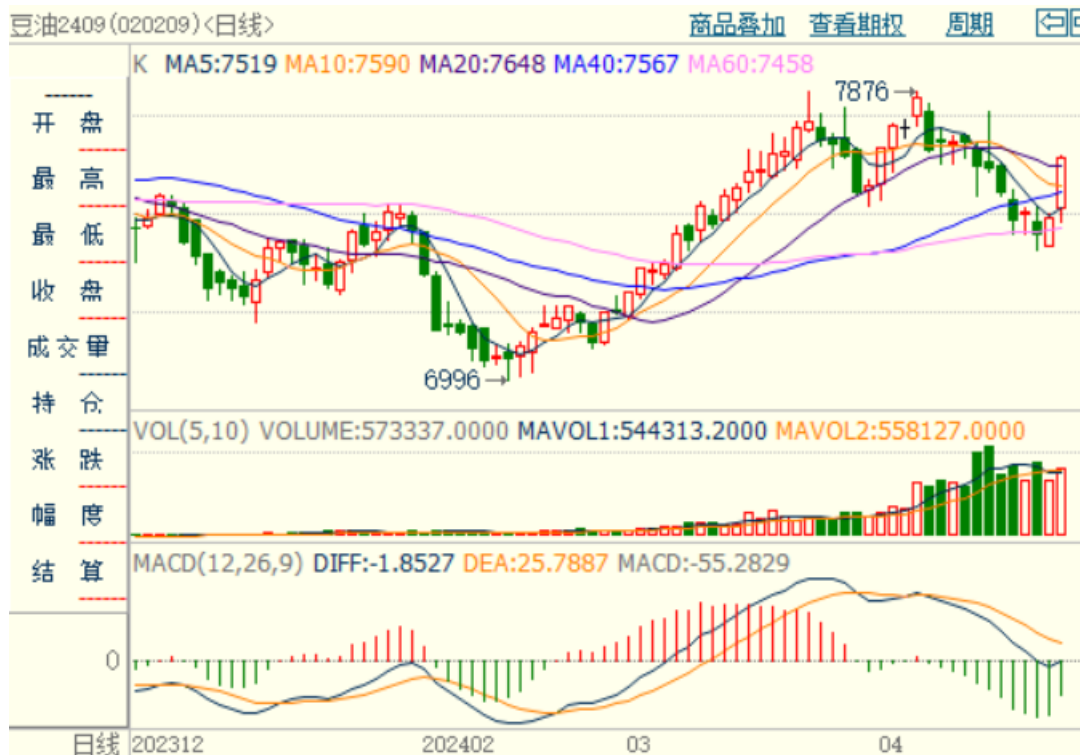 豆油2409(020209)<日线> 商品叠加 查看期权 周期
K MA5:7519 MA10:7590 MA20:7648 MA40:7567 MA60:7458
------
开 盘
最 高
最 低
收 盘
成交量
持 仓
涨 跌
幅 度
结 算
7876
6996
VOL(5,10) VOLUME:573337.0000 MAVOL1:544313.2000 MAVOL2:558127.0000
MACD(12,26,9) DIFF:-1.8527 DEA:25.7887 MACD:-55.2829
0
日线 202312 202402 03 04